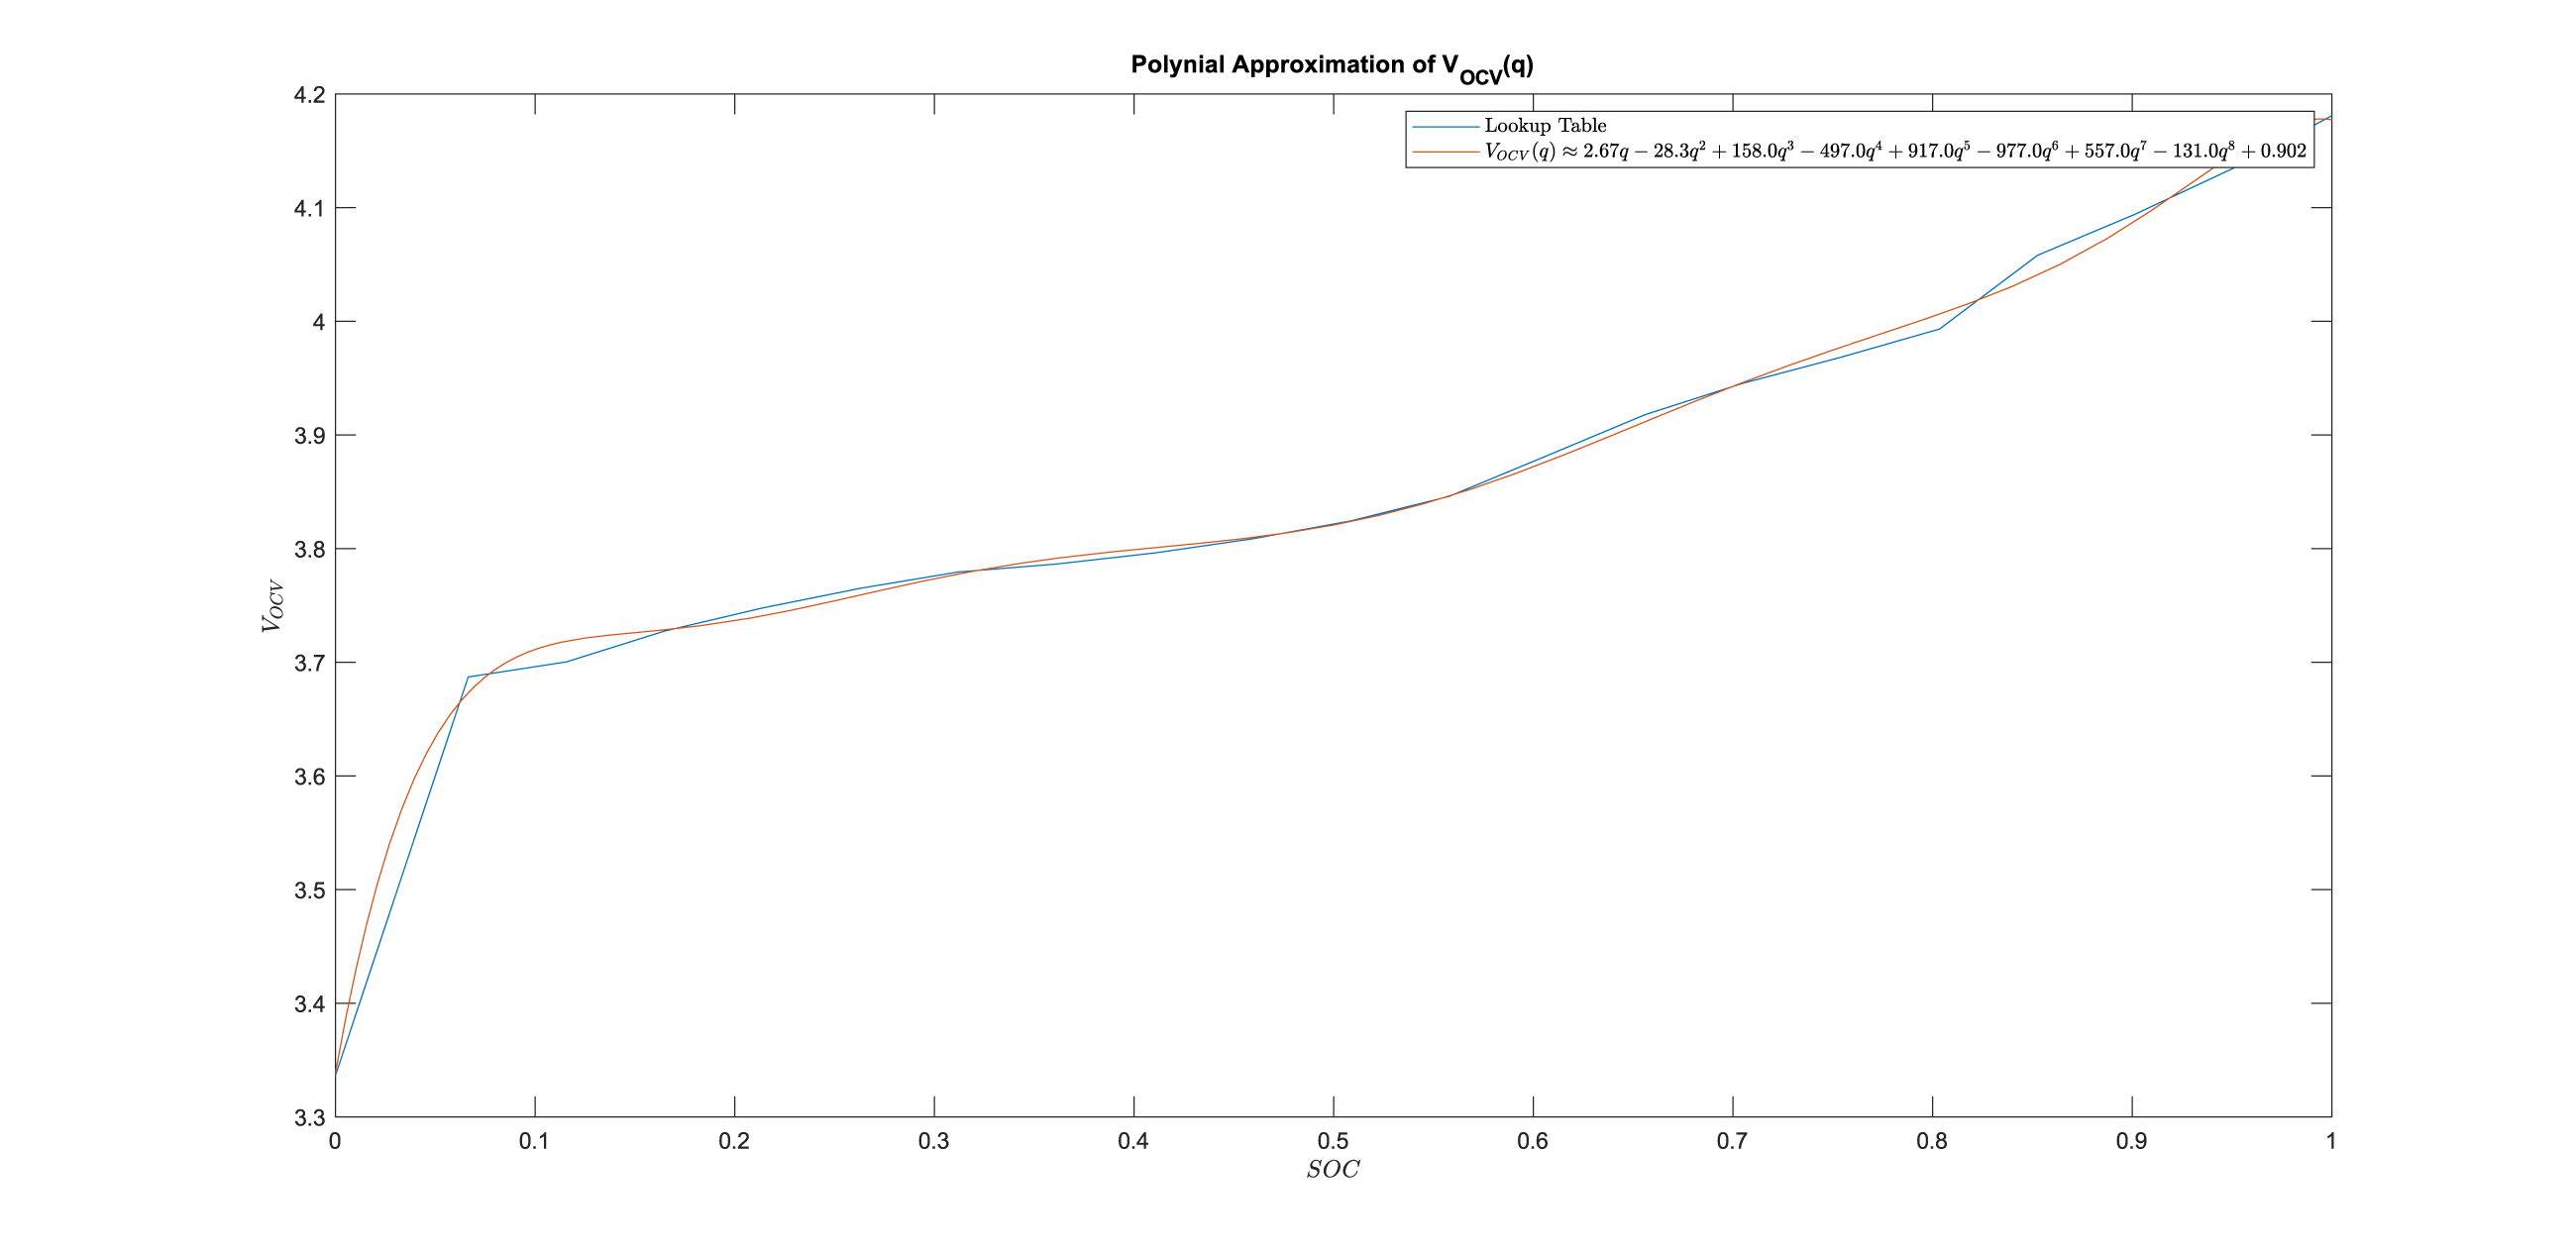 Polynial Approximation of V_OCV(q)
4.2
Lookup Table
V_OCV(q) ≈ 2.67q − 28.3q² + 158.0q³ − 497.0q⁴ + 917.0q⁵ − 977.0q⁶ + 557.0q⁷ − 131.0q⁸ + 0.902
4.1
4
3.9
3.8
V_OCV
3.7
3.6
3.5
3.4
3.3
0 0.1 0.2 0.3 0.4 0.5 0.6 0.7 0.8 0.9 1
SOC